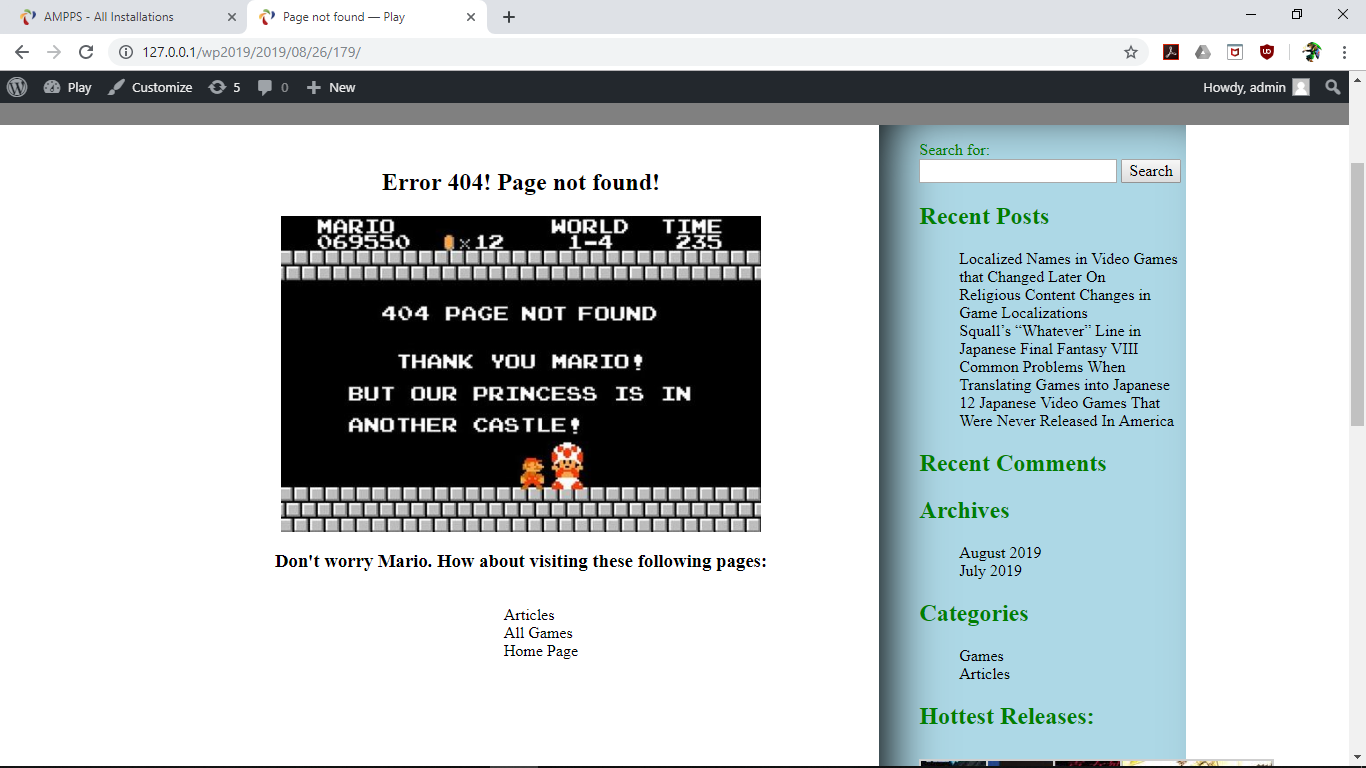 AMPPS - All Installations
Page not found — Play
127.0.0.1/wp2019/2019/08/26/179/
Play
Customize
5
0
New
Howdy, admin
Error 404! Page not found!
MARIO WORLD TIME
069550 ×12 1-4 235
404 PAGE NOT FOUND
THANK YOU MARIO!
BUT OUR PRINCESS IS IN
ANOTHER CASTLE!
Don't worry Mario. How about visiting these following pages:
Articles
All Games
Home Page
Search for:
Search
Recent Posts
Localized Names in Video Games
that Changed Later On
Religious Content Changes in
Game Localizations
Squall’s “Whatever” Line in
Japanese Final Fantasy VIII
Common Problems When
Translating Games into Japanese
12 Japanese Video Games That
Were Never Released In America
Recent Comments
Archives
August 2019
July 2019
Categories
Games
Articles
Hottest Releases: